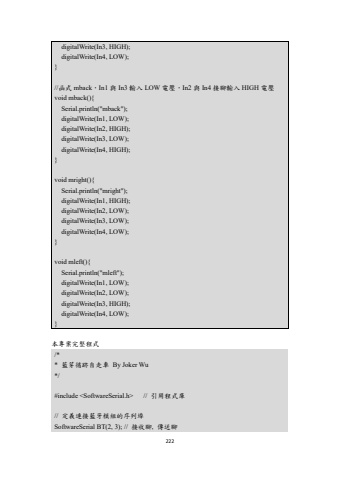 digitalWrite(In3, HIGH);
digitalWrite(In4, LOW);
}
//函式 mback，In1 與 In3 輸入 LOW 電壓，In2 與 In4 接腳輸入 HIGH 電壓
void mback(){
Serial.println("mback");
digitalWrite(In1, LOW);
digitalWrite(In2, HIGH);
digitalWrite(In3, LOW);
digitalWrite(In4, HIGH);
}
void mright(){
Serial.println("mright");
digitalWrite(In1, HIGH);
digitalWrite(In2, LOW);
digitalWrite(In3, LOW);
digitalWrite(In4, LOW);
}
void mleft(){
Serial.println("mleft");
digitalWrite(In1, LOW);
digitalWrite(In2, LOW);
digitalWrite(In3, HIGH);
digitalWrite(In4, LOW);
}
本專案完整程式
/*
* 藍芽循跡自走車 By Joker Wu
*/
#include <SoftwareSerial.h> // 引用程式庫
// 定義連接藍牙模組的序列埠
SoftwareSerial BT(2, 3); // 接收腳, 傳送腳
222